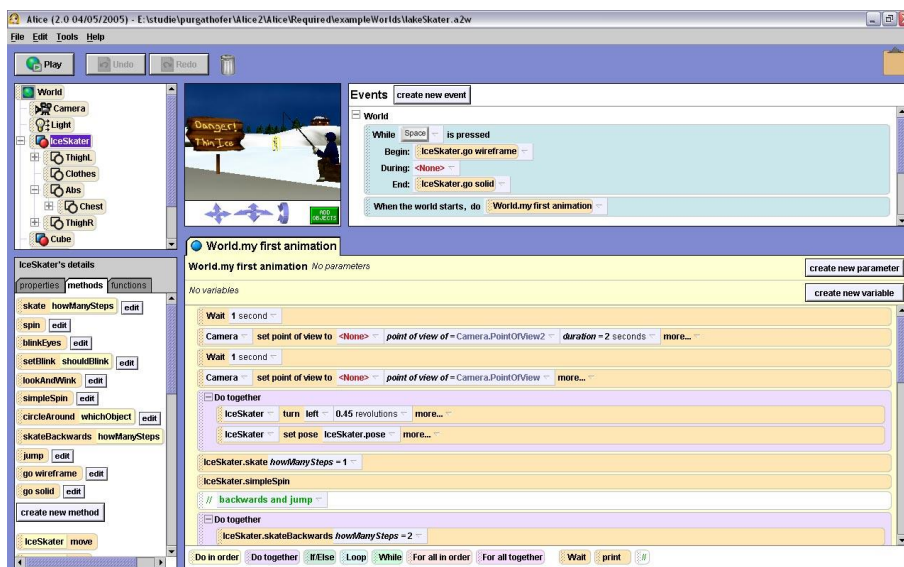 Alice (2.0 04/05/2005) - E:\studie\purgathofer\Alice2\Alice\Required\exampleWorlds\lakeSkater.a2w
File Edit Tools Help
Play Undo Redo
World
Camera
Light
IceSkater
ThighL
Clothes
Abs
Chest
ThighR
Cube
Danger!
Thin Ice
ADD OBJECTS
Events create new event
World
While Space is pressed
Begin: IceSkater.go wireframe
During: <None>
End: IceSkater.go solid
When the world starts, do World.my first animation
IceSkater's details
properties methods functions
skate howManySteps edit
spin edit
blinkEyes edit
setBlink shouldBlink edit
lookAndWink edit
simpleSpin edit
circleAround whichObject edit
skateBackwards howManySteps
jump edit
go wireframe edit
go solid edit
create new method
IceSkater move
World.my first animation
World.my first animation No parameters create new parameter
No variables create new variable
Wait 1 second
Camera set point of view to <None> point of view of = Camera.PointOfView2 duration = 2 seconds more...
Wait 1 second
Camera set point of view to <None> point of view of = Camera.PointOfView more...
Do together
IceSkater turn left 0.45 revolutions more...
IceSkater set pose IceSkater.pose more...
IceSkater.skate howManySteps = 1
IceSkater.simpleSpin
// backwards and jump
Do together
IceSkater.skateBackwards howManySteps = 2
Do in order Do together If/Else Loop While For all in order For all together Wait print //